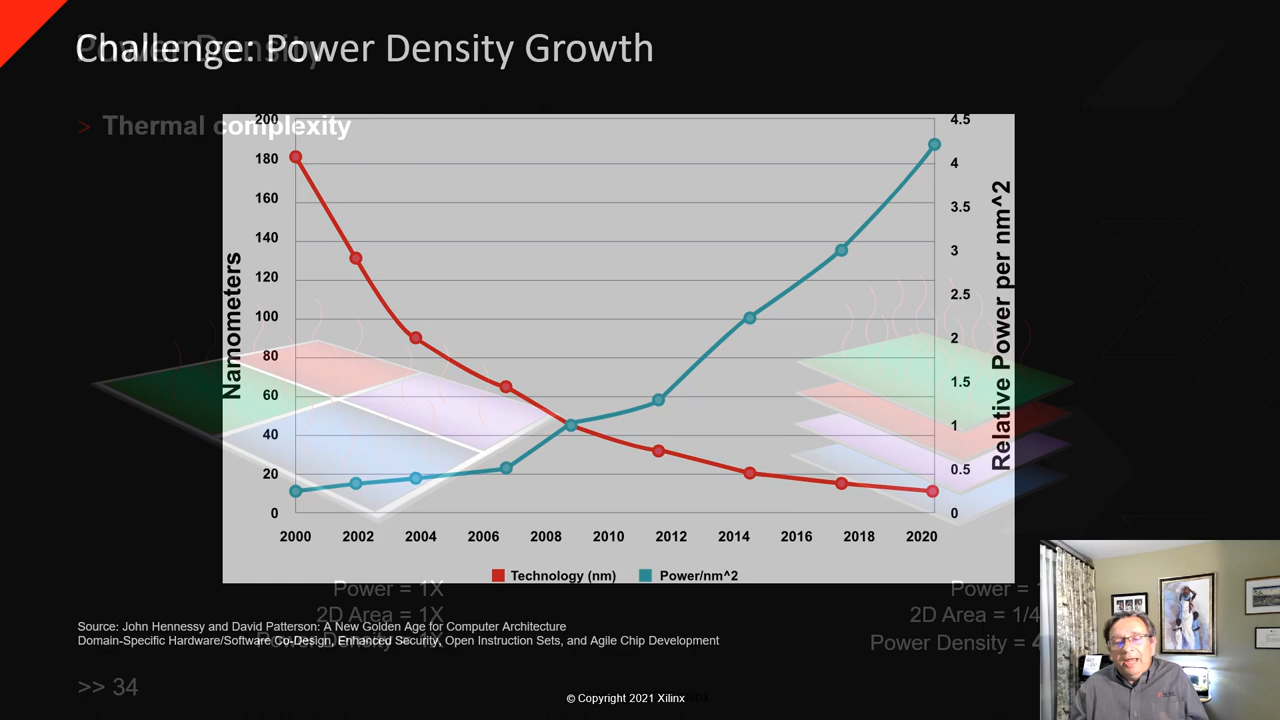 Power Density
Challenge: Power Density Growth
> Thermal complexity
200
180
160
140
120
100
80
60
40
20
0
Namometers
4.5
4
3.5
3
2.5
2
1.5
1
0.5
0
Relative Power per nm^2
2000 2002 2004 2006 2008 2010 2012 2014 2016 2018 2020
Technology (nm) Power/nm^2
Power = 1X
2D Area = 1X
Power =
2D Area = 1/4
Power Density =
Source: John Hennessy and David Patterson: A New Golden Age for Computer Architecture
Domain-Specific Hardware/Software Co-Design, Enhanced Security, Open Instruction Sets, and Agile Chip Development
>> 34
© Copyright 2021 Xilinx